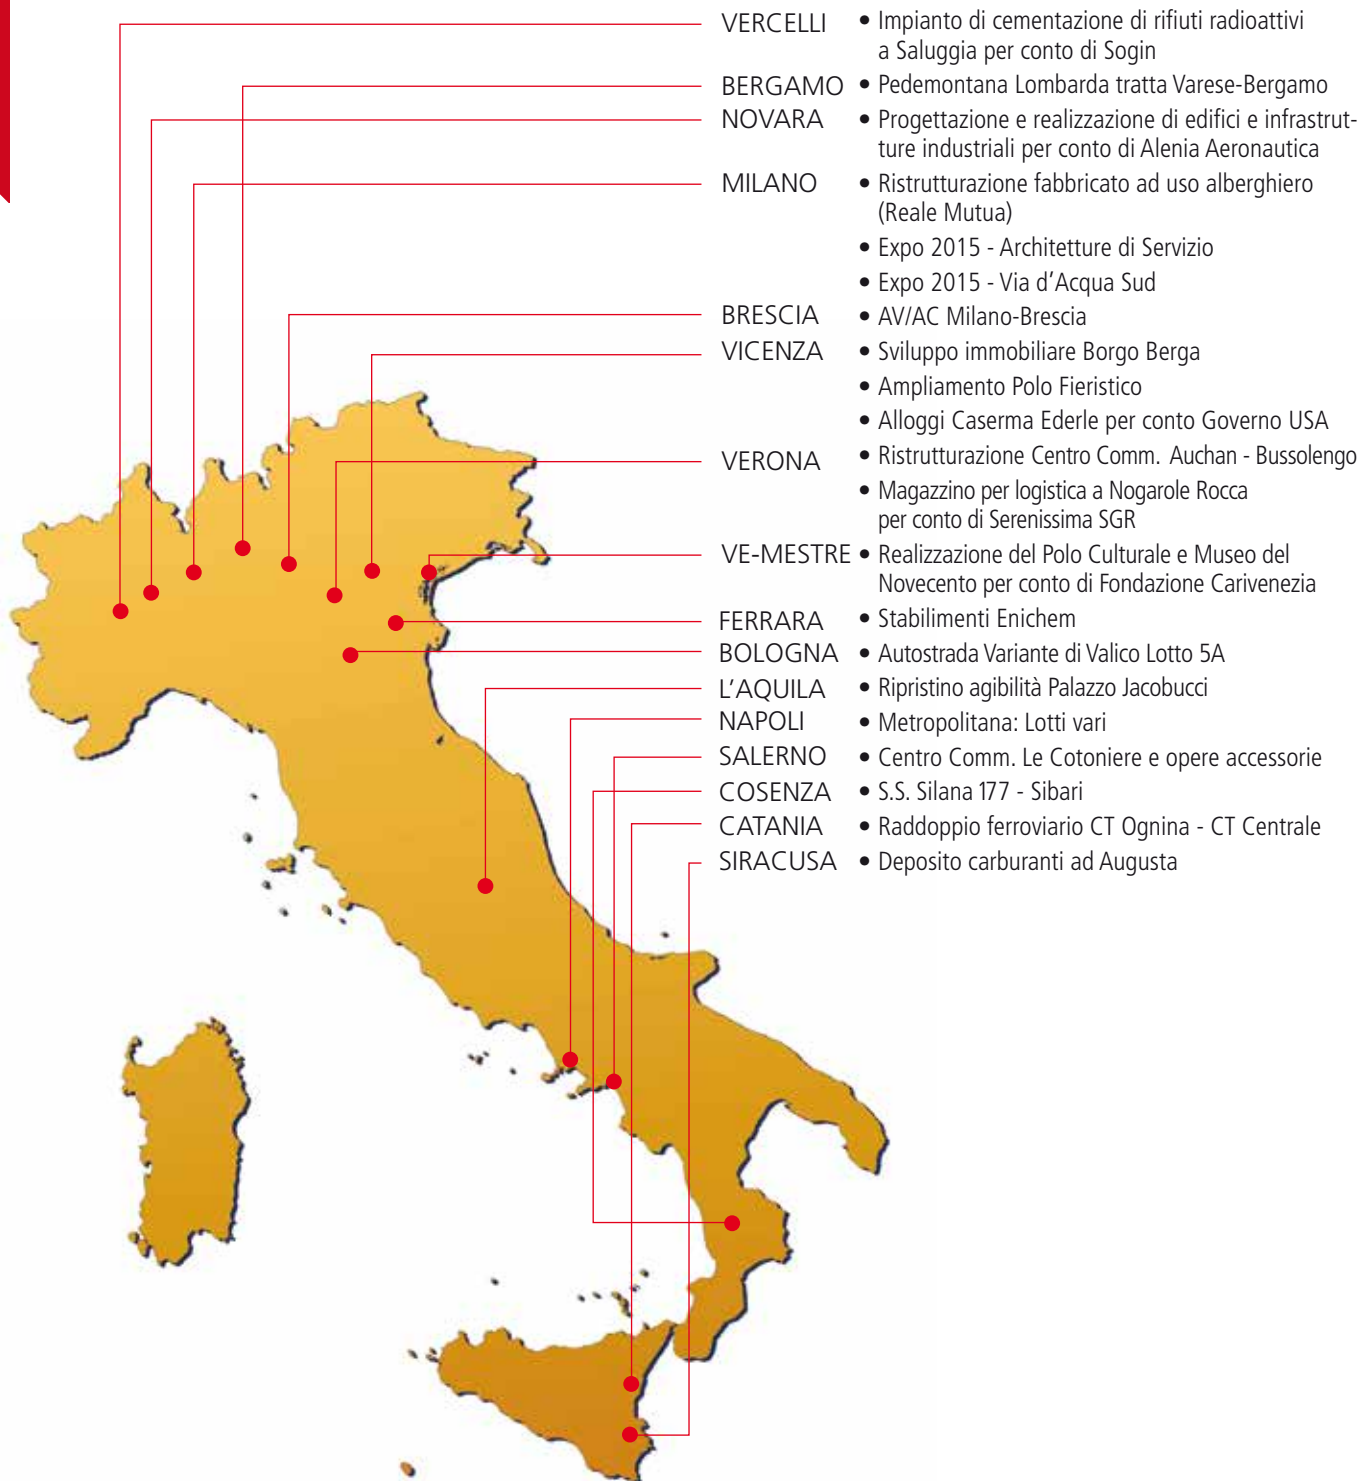 VERCELLI • Impianto di cementazione di rifiuti radioattivi
a Saluggia per conto di Sogin
BERGAMO • Pedemontana Lombarda tratta Varese-Bergamo
NOVARA • Progettazione e realizzazione di edifici e infrastrut-
ture industriali per conto di Alenia Aeronautica
MILANO • Ristrutturazione fabbricato ad uso alberghiero
(Reale Mutua)
• Expo 2015 - Architetture di Servizio
• Expo 2015 - Via d'Acqua Sud
BRESCIA • AV/AC Milano-Brescia
VICENZA • Sviluppo immobiliare Borgo Berga
• Ampliamento Polo Fieristico
• Alloggi Caserma Ederle per conto Governo USA
VERONA • Ristrutturazione Centro Comm. Auchan - Bussolengo
• Magazzino per logistica a Nogarole Rocca
per conto di Serenissima SGR
VE-MESTRE • Realizzazione del Polo Culturale e Museo del
Novecento per conto di Fondazione Carivenezia
FERRARA • Stabilimenti Enichem
BOLOGNA • Autostrada Variante di Valico Lotto 5A
L'AQUILA • Ripristino agibilità Palazzo Jacobucci
NAPOLI • Metropolitana: Lotti vari
SALERNO • Centro Comm. Le Cotoniere e opere accessorie
COSENZA • S.S. Silana 177 - Sibari
CATANIA • Raddoppio ferroviario CT Ognina - CT Centrale
SIRACUSA • Deposito carburanti ad Augusta